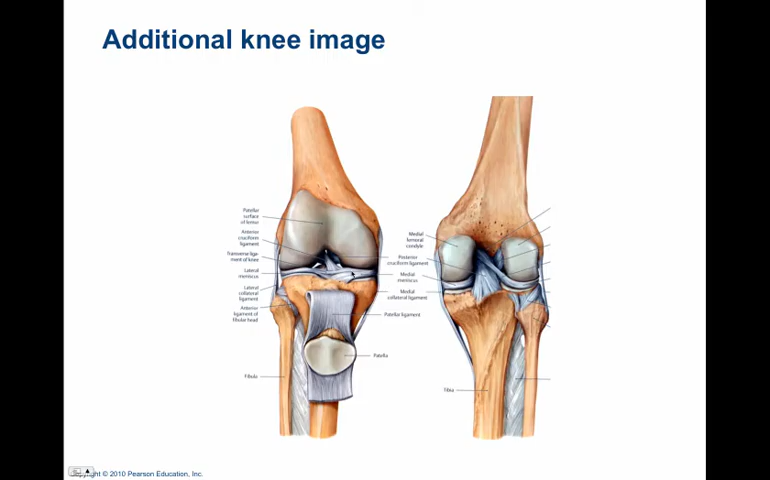 Additional knee image
Patellar
surface
of femur
Anterior
cruciform
ligament
Transverse liga-
ment of knee
Lateral
meniscus
Lateral
collateral
ligament
Anterior
ligament of
fibular head
Fibula
Medial
femoral
condyle
Posterior
cruciform ligament
Medial
meniscus
Medial
collateral ligament
Patellar ligament
Patella
Tibia
© 2010 Pearson Education, Inc.